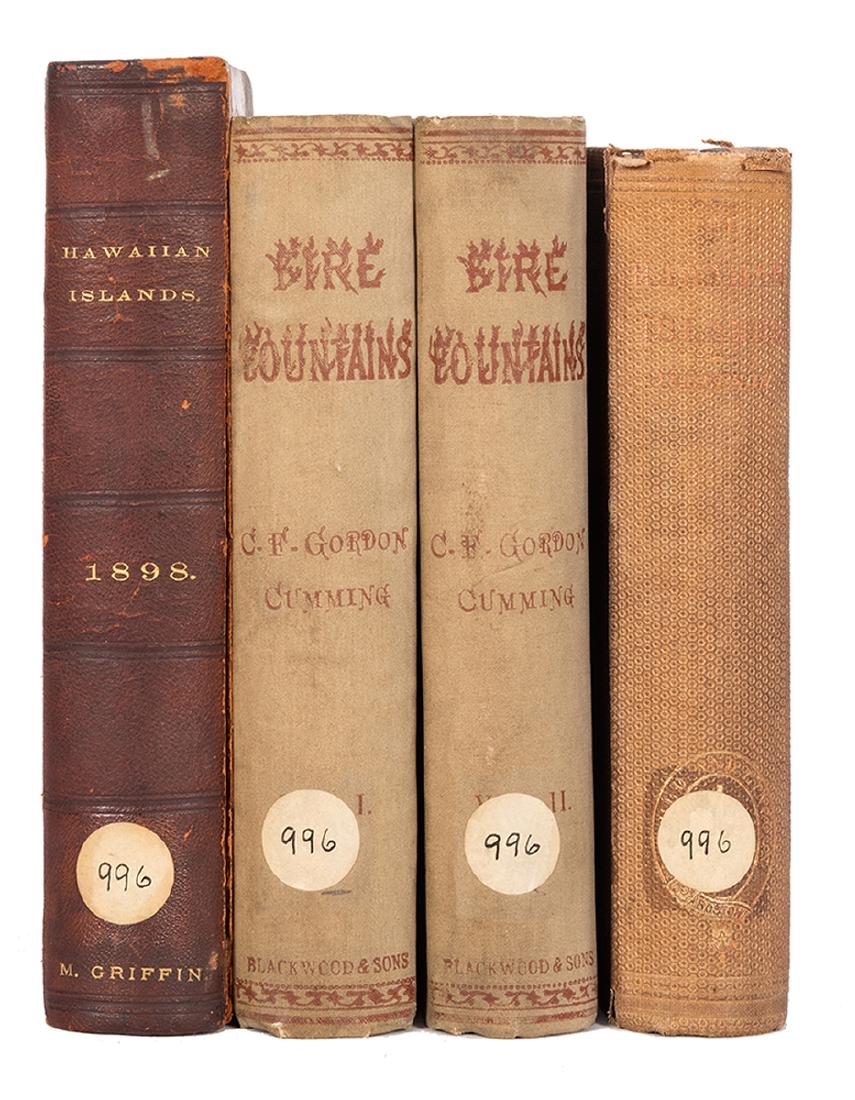 HAWAIIAN
ISLANDS.
1898.
996
M. GRIFFIN.
FIRE
FOUNTAINS
C. F. GORDON
CUMMING
I.
996
BLACKWOOD & SONS
FIRE
FOUNTAINS
C. F. GORDON
CUMMING
V II.
996
BLACKWOOD & SONS
996